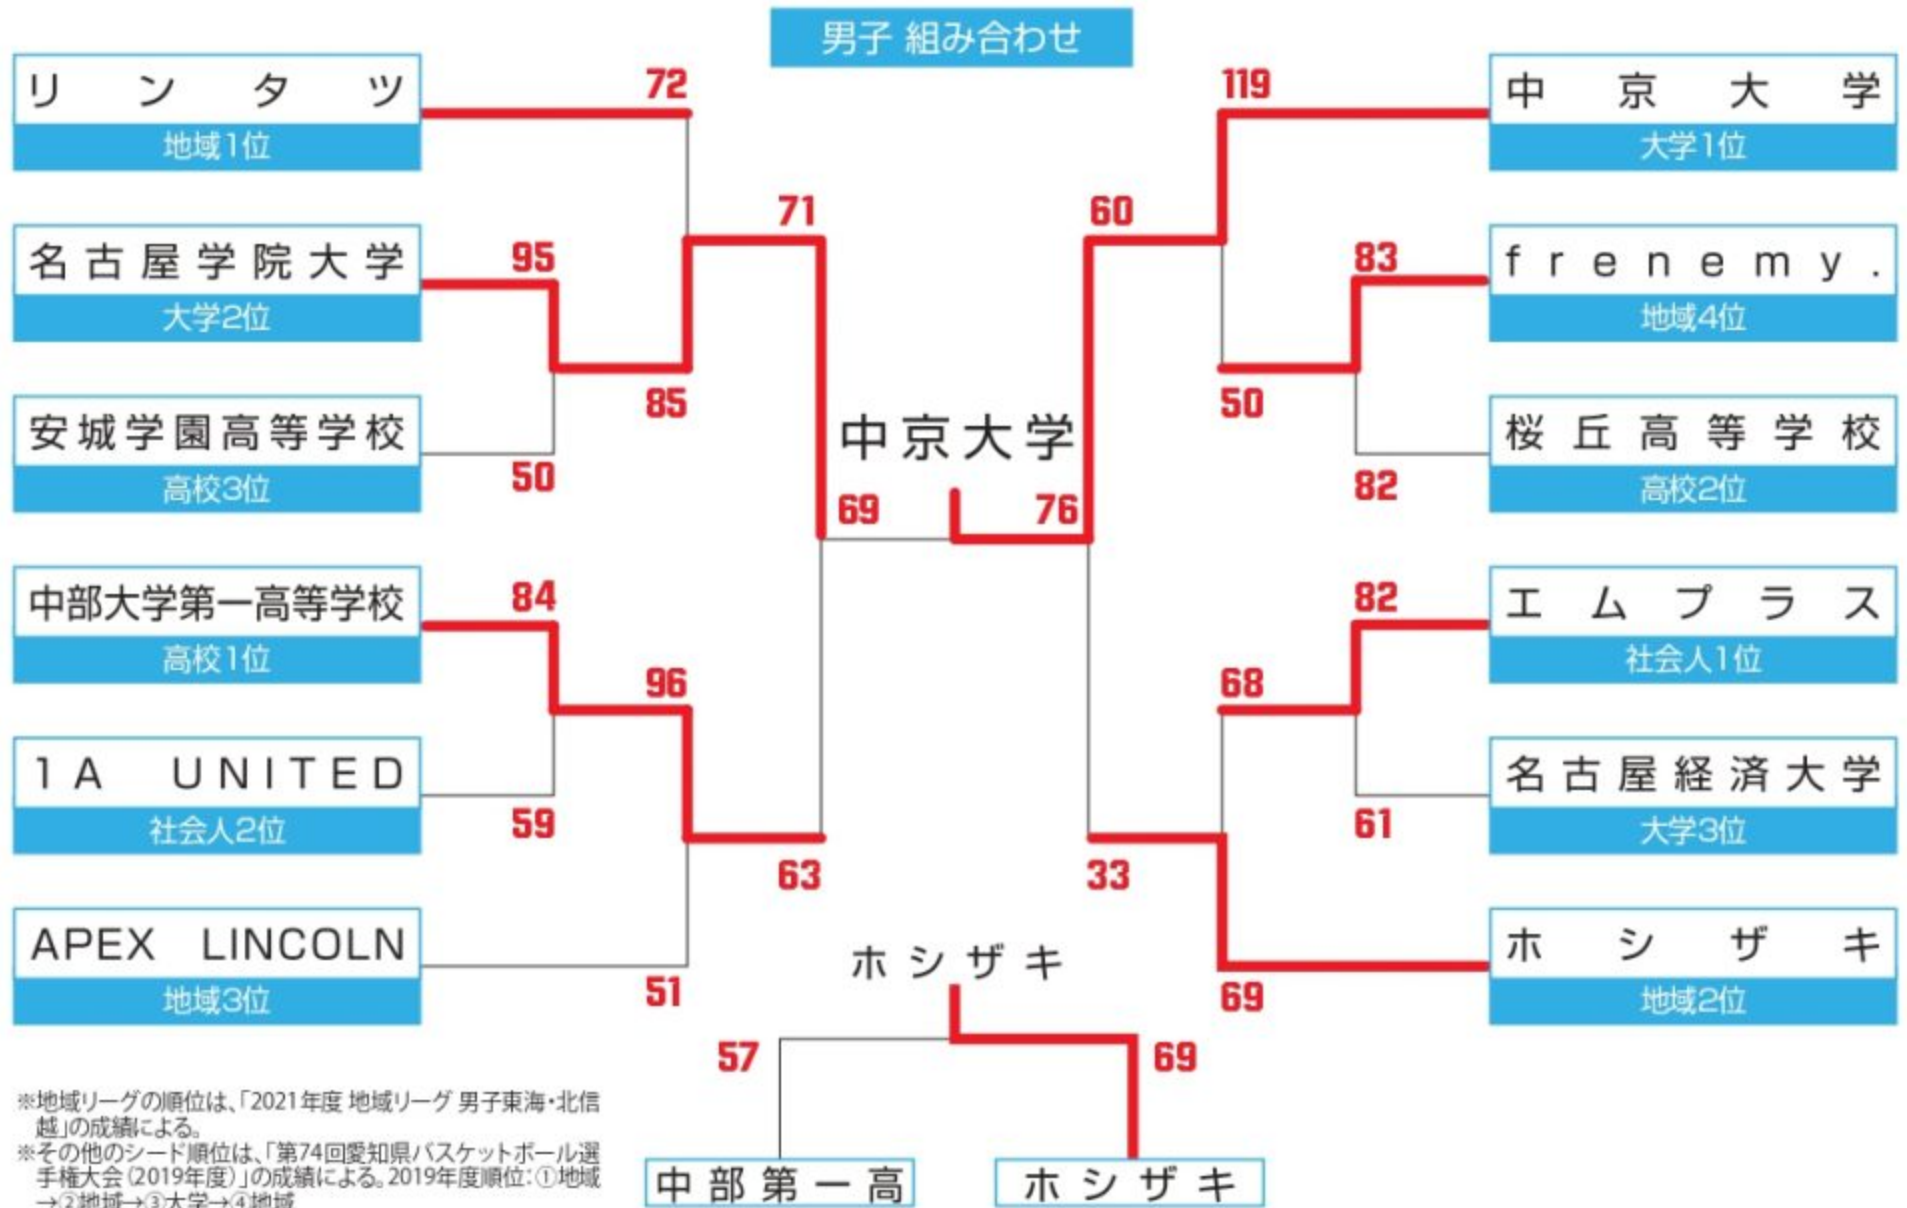 男子 組み合わせ
リンタツ
地域1位
72
名古屋学院大学
大学2位
95
安城学園高等学校
高校3位
50
85
71
中部大学第一高等学校
高校1位
84
1A UNITED
社会人2位
59
96
APEX LINCOLN
地域3位
51
63
69
中京大学
76
119
中京大学
大学1位
60
83
frenemy.
地域4位
50
桜丘高等学校
高校2位
82
82
エムプラス
社会人1位
68
名古屋経済大学
大学3位
61
33
ホシザキ
地域2位
69
ホシザキ
57
69
中部第一高
ホシザキ
※地域リーグの順位は、「2021年度 地域リーグ 男子東海・北信
越」の成績による。
※その他のシード順位は、「第74回愛知県バスケットボール選
手権大会（2019年度）」の成績による。2019年度順位：①地域
→②地域→③大学→④地域